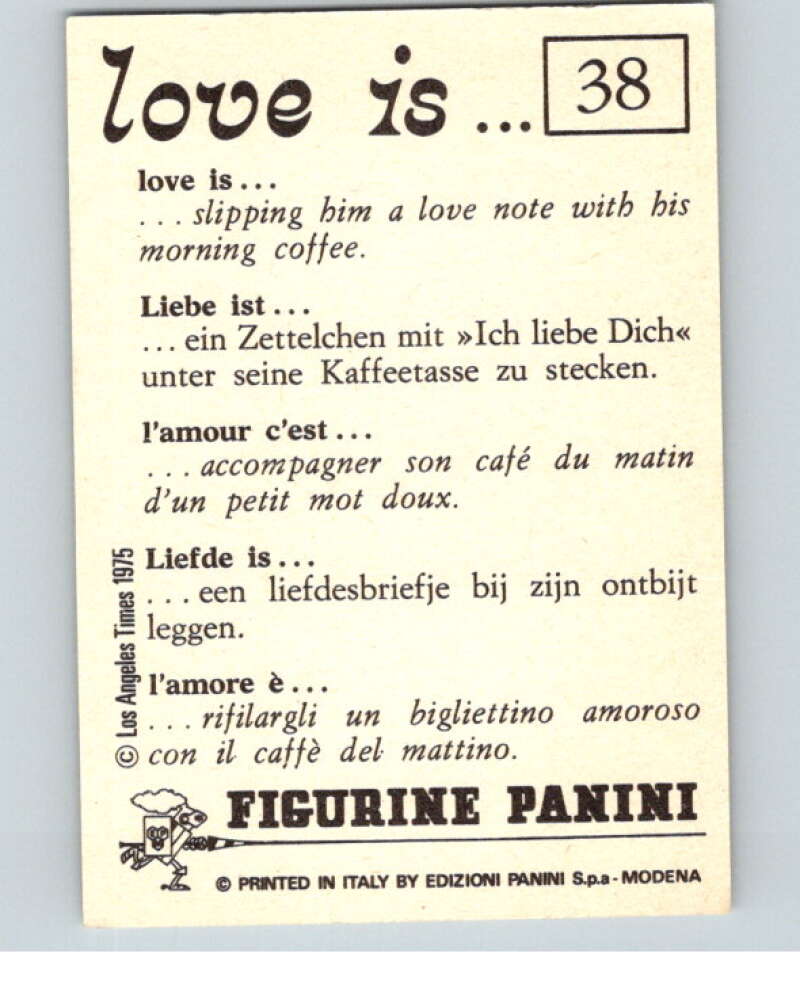 love is ... 38
love is ...
... slipping him a love note with his
morning coffee.
Liebe ist ...
... ein Zettelchen mit »Ich liebe Dich«
unter seine Kaffeetasse zu stecken.
l'amour c'est ...
... accompagner son café du matin
d'un petit mot doux.
Liefde is ...
... een liefdesbriefje bij zijn ontbijt
leggen.
l'amore è ...
... rifilargli un bigliettino amoroso
con il caffè del mattino.
© Los Angeles Times 1975
FIGURINE PANINI
© PRINTED IN ITALY BY EDIZIONI PANINI S.p.a - MODENA